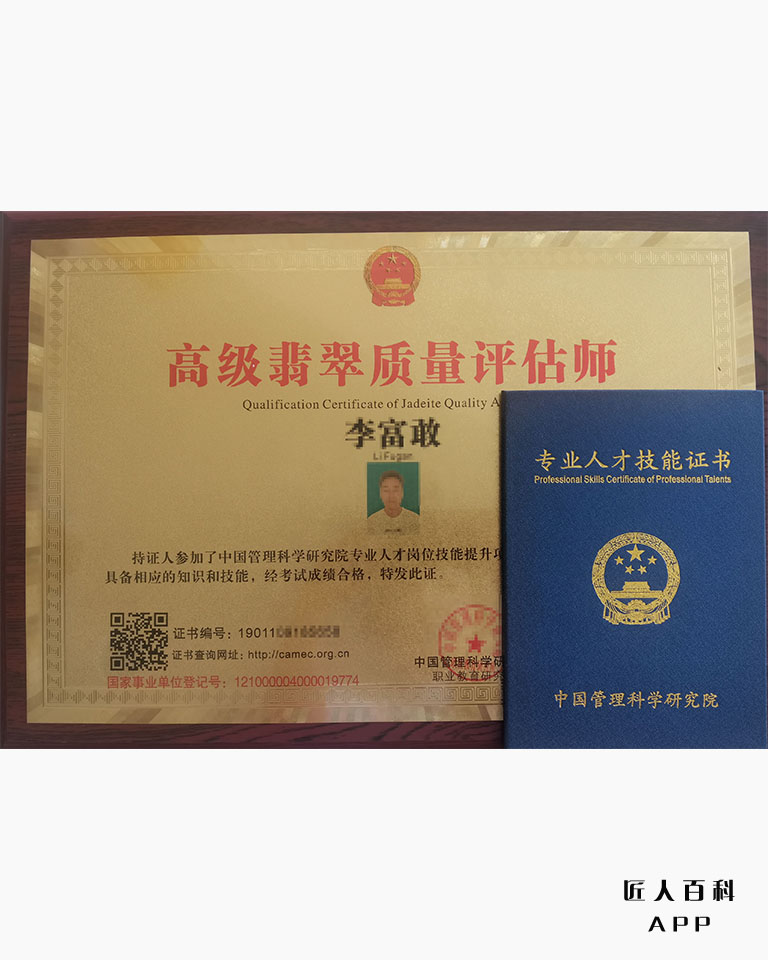 高级翡翠质量评估师
Qualification Certificate of Jadeite Quality A
李富敢
LiFugan
持证人参加了中国管理科学研究院专业人才岗位技能提升
具备相应的知识和技能，经考试成绩合格，特发此证。
证书编号：19011
证书查询网址：http://camec.org.cn
国家事业单位登记号：121000004000019774
中国管理科学研
职业教育研究
专业人才技能证书
Professional Skills Certificate of Professional Talents
中国管理科学研究院
匠人百科
APP